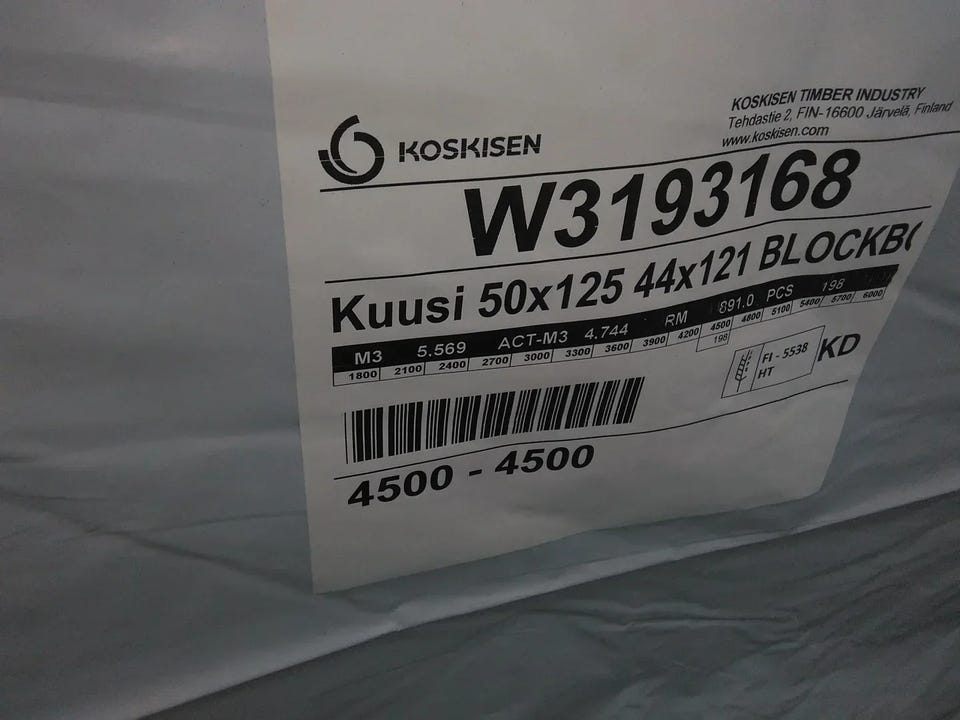 KOSKISEN
KOSKISEN TIMBER INDUSTRY
Tehdastie 2, FIN-16600 Järvelä, Finland
www.koskisen.com
W3193168
Kuusi 50x125 44x121
M3 5.569 ACT-M3 4.744 RM 891.0 PCS 198
1800 2100 2400 2700 3000 3300 3600 3900 4200 4500 4800 5100 5400 5700 6000
198
FI - 5538
HT
KD
4500 - 4500